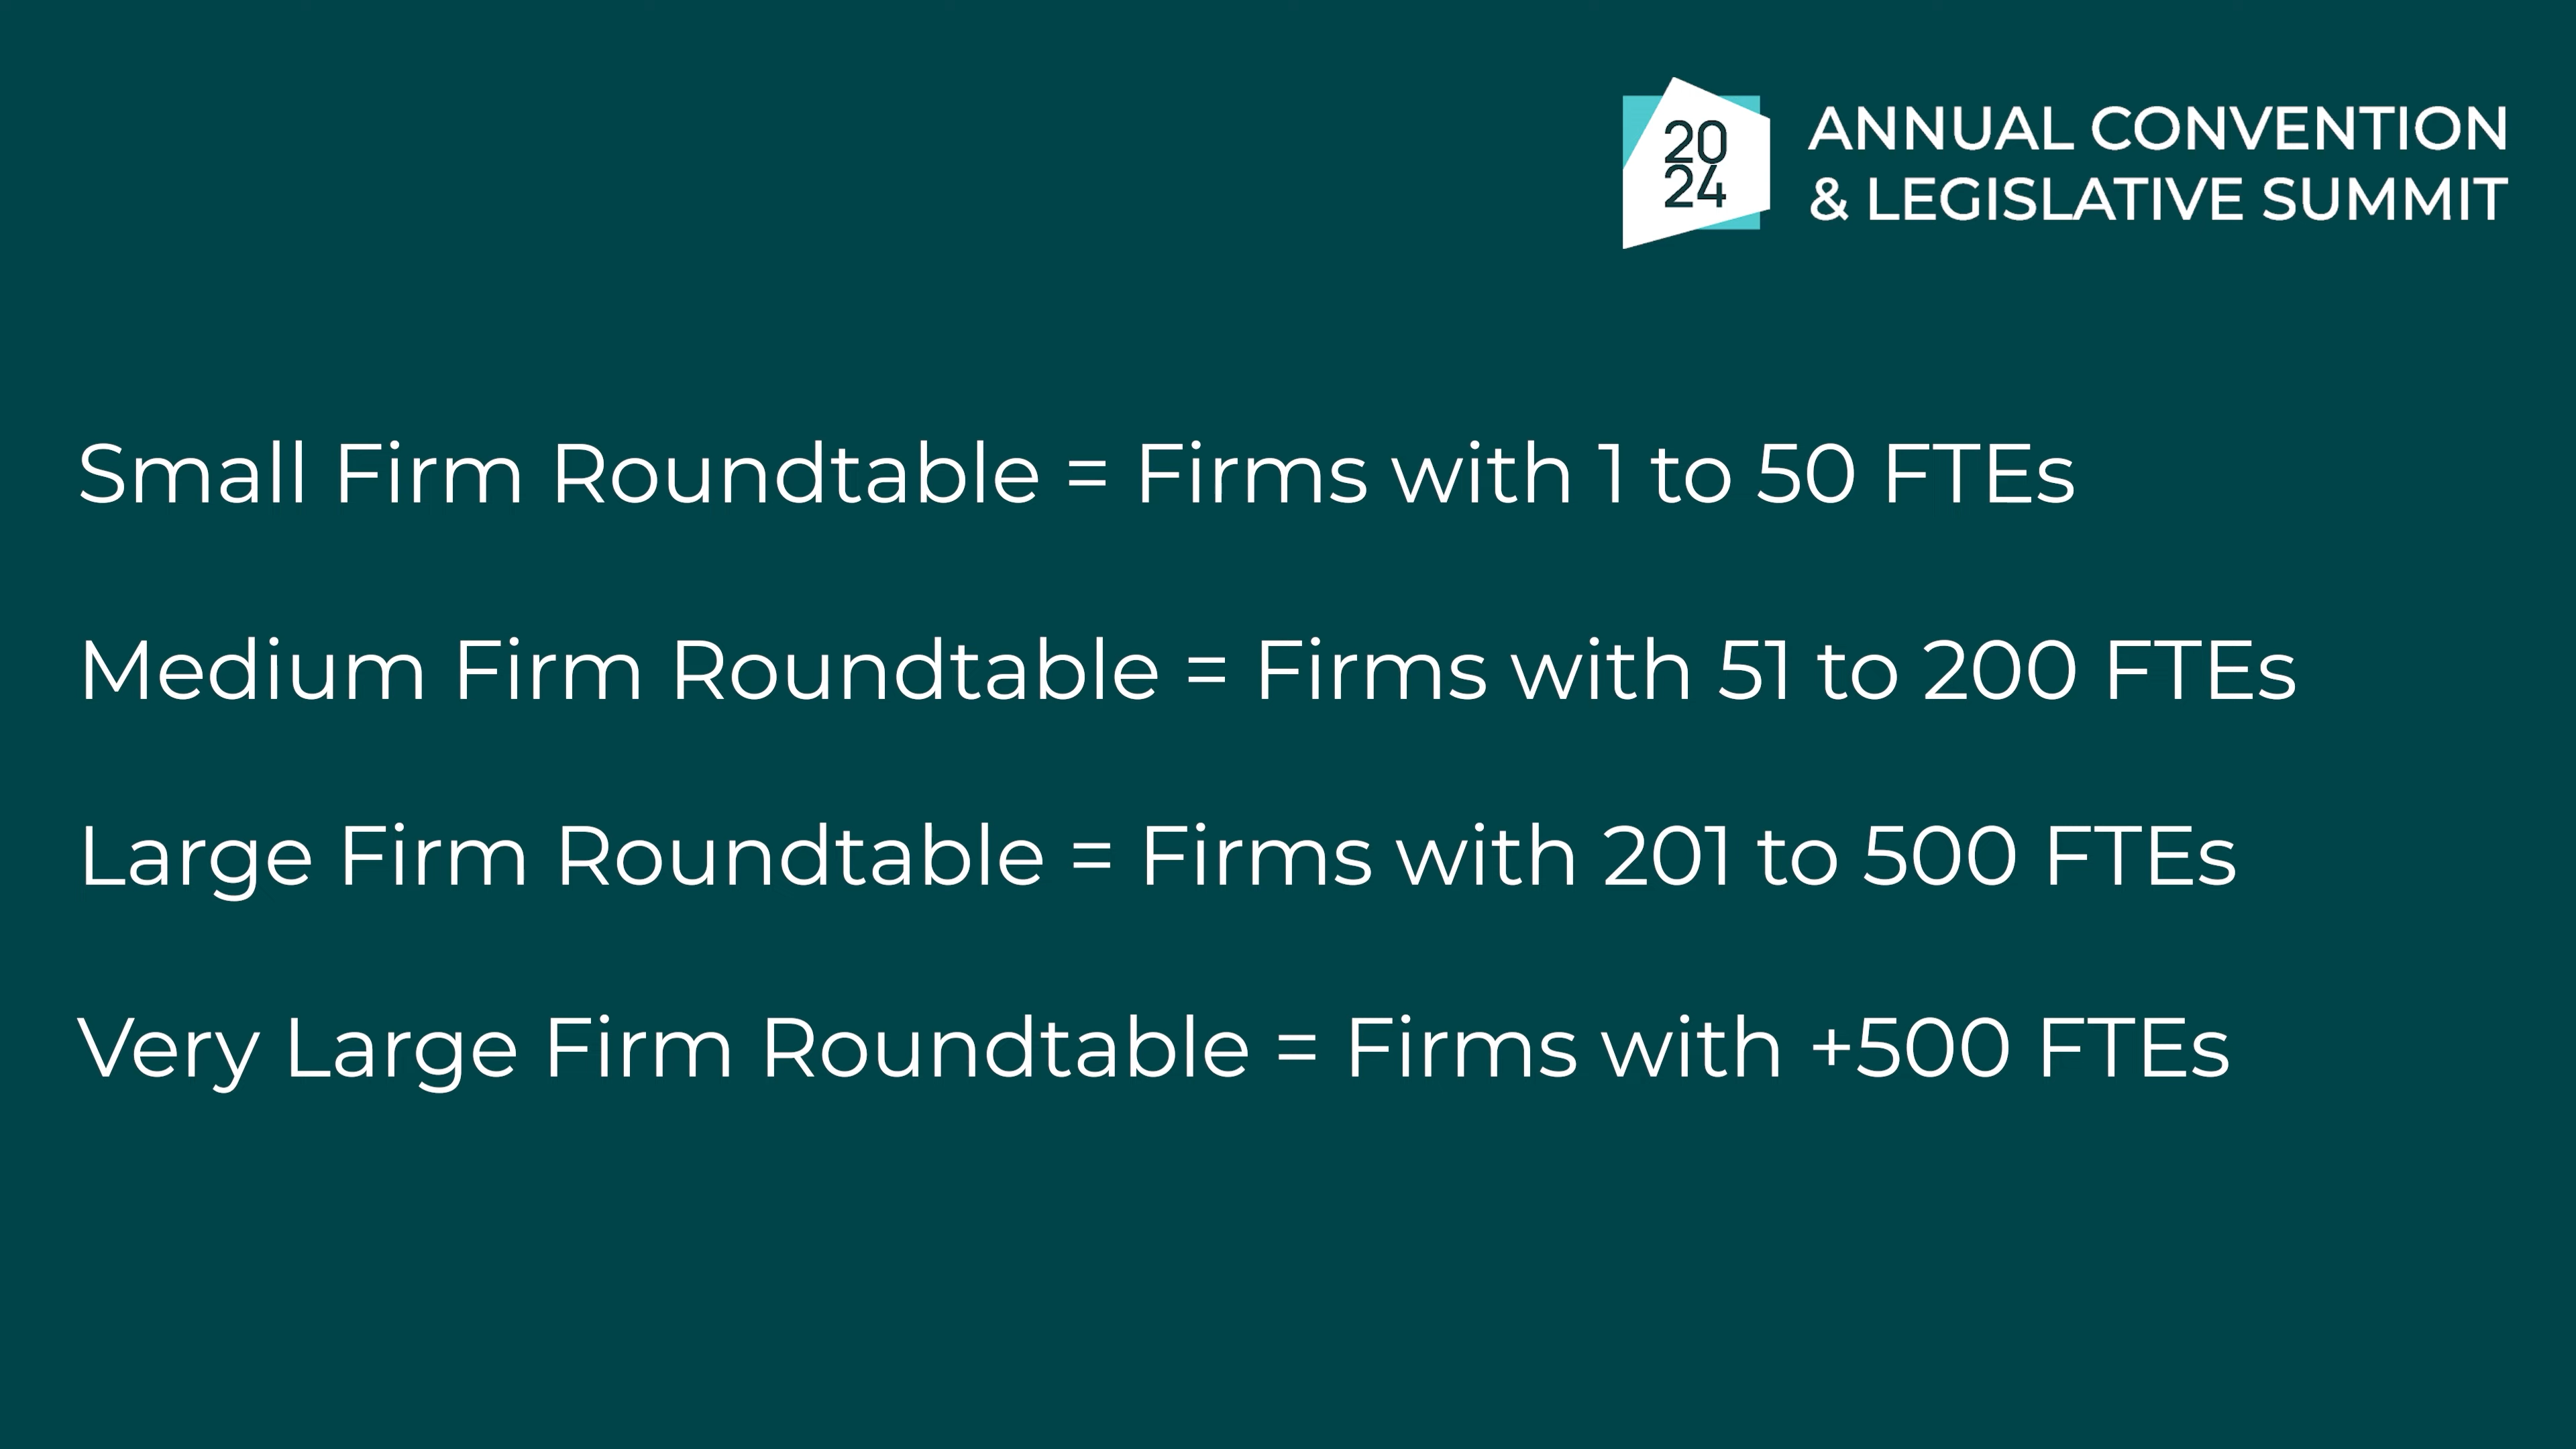 20
24
ANNUAL CONVENTION
& LEGISLATIVE SUMMIT
Small Firm Roundtable = Firms with 1 to 50 FTEs
Medium Firm Roundtable = Firms with 51 to 200 FTEs
Large Firm Roundtable = Firms with 201 to 500 FTEs
Very Large Firm Roundtable = Firms with +500 FTEs